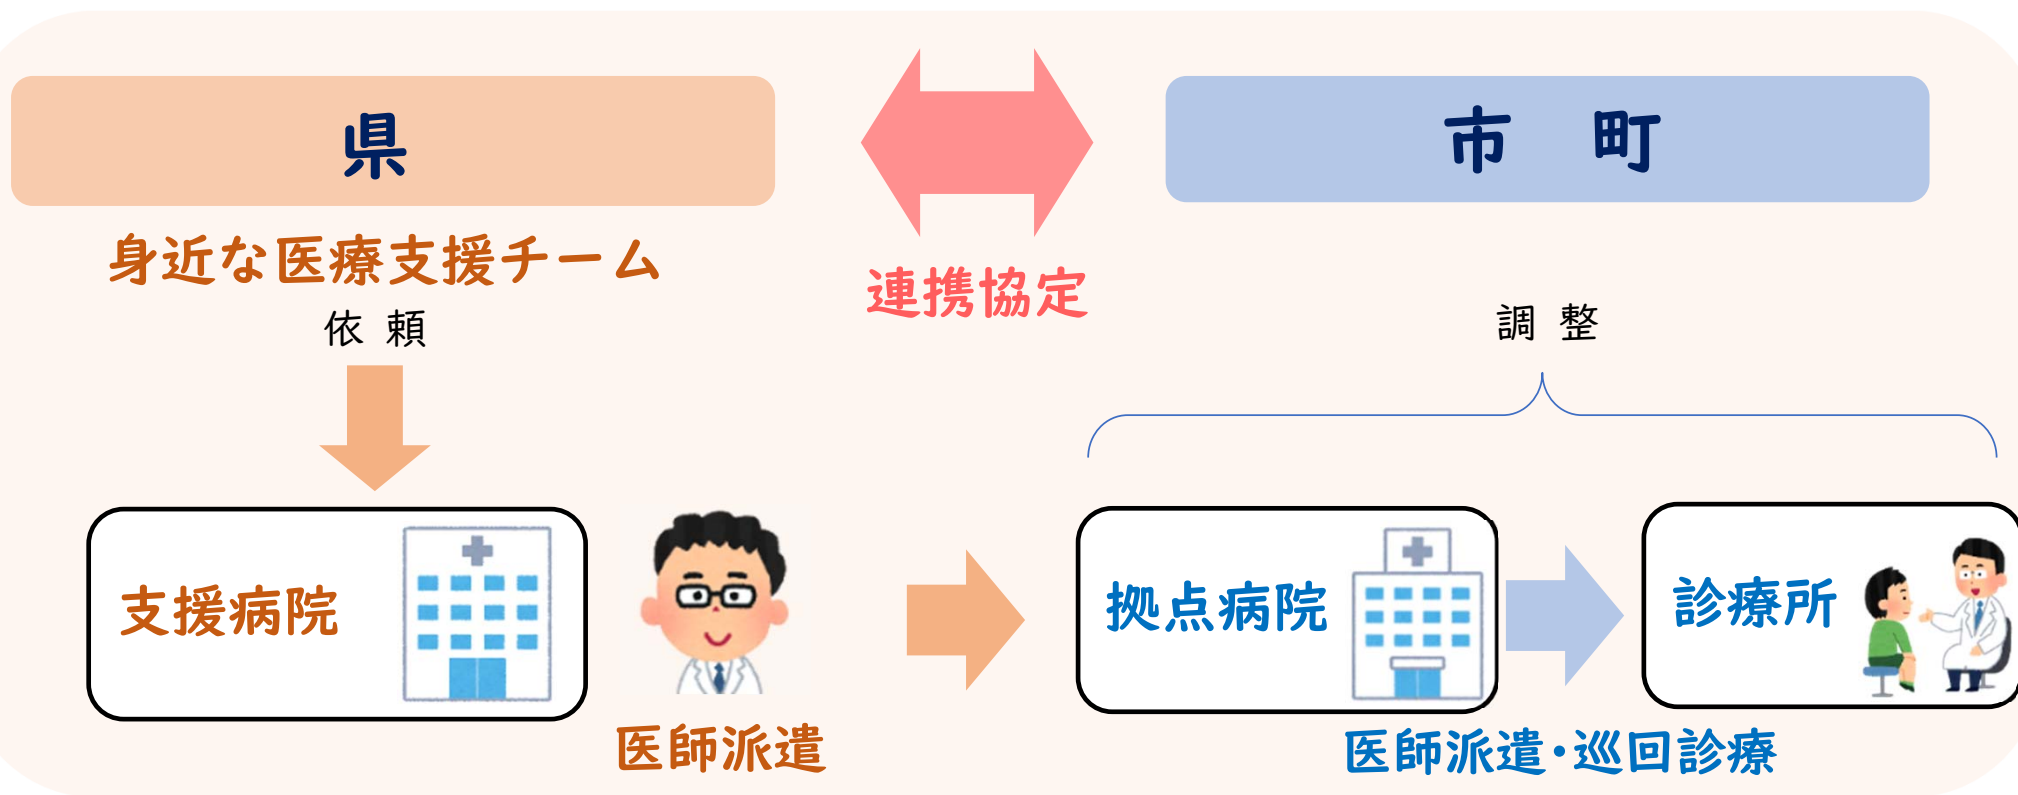 県
市　町
身近な医療支援チーム
連携協定
依 頼
調 整
支援病院
拠点病院
診療所
医師派遣
医師派遣・巡回診療